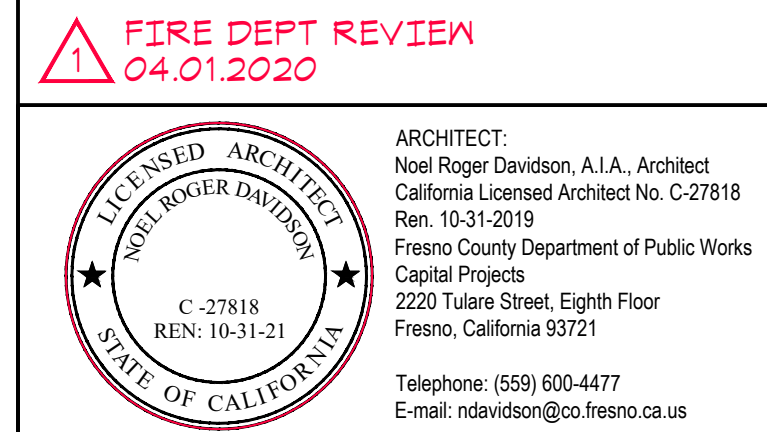 1
FIRE DEPT REVIEW
04.01.2020
LICENSED ARCHITECT
NOEL ROGER DAVIDSON
C -27818
REN: 10-31-21
STATE OF CALIFORNIA
ARCHITECT:
Noel Roger Davidson, A.I.A., Architect
California Licensed Architect No. C-27818
Ren. 10-31-2019
Fresno County Department of Public Works
Capital Projects
2220 Tulare Street, Eighth Floor
Fresno, California 93721
Telephone: (559) 600-4477
E-mail: ndavidson@co.fresno.ca.us